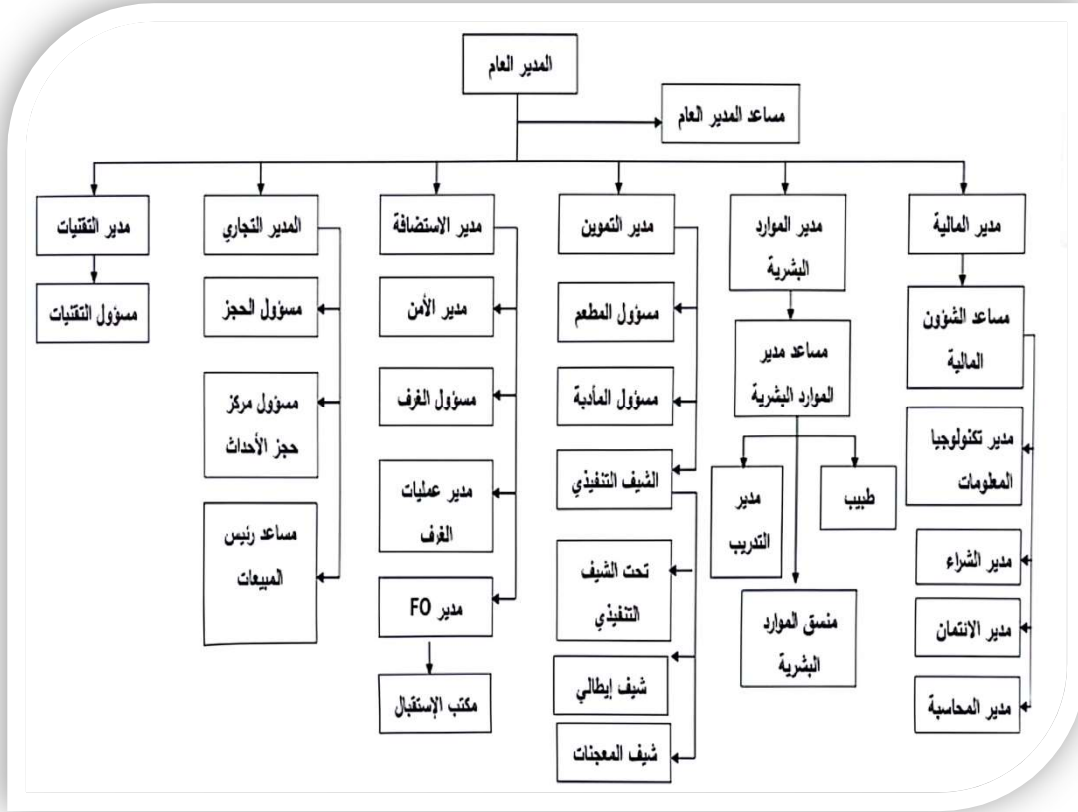 المدير العام
مساعد المدير العام
مدير المالية
مدير الموارد
البشرية
مدير التموين
مدير الاستضافة
المدير التجاري
مدير التقنيات
مساعد الشؤون
المالية
مدير تكنولوجيا
المعلومات
مدير الشراء
مدير الائتمان
مدير المحاسبة
مساعد مدير
الموارد البشرية
طبيب
مدير
التدريب
منسق الموارد
البشرية
مسؤول المطعم
مسؤول المأدبة
الشيف التنفيذي
تحت الشيف
التنفيذي
شيف إيطالي
شيف المعجنات
مدير الأمن
مسؤول الغرف
مدير عمليات
الغرف
مدير FO
مكتب الإستقبال
مسؤول الحجز
مسؤول مركز
حجز الأحداث
مساعد رئيس
المبيعات
مسؤول التقنيات